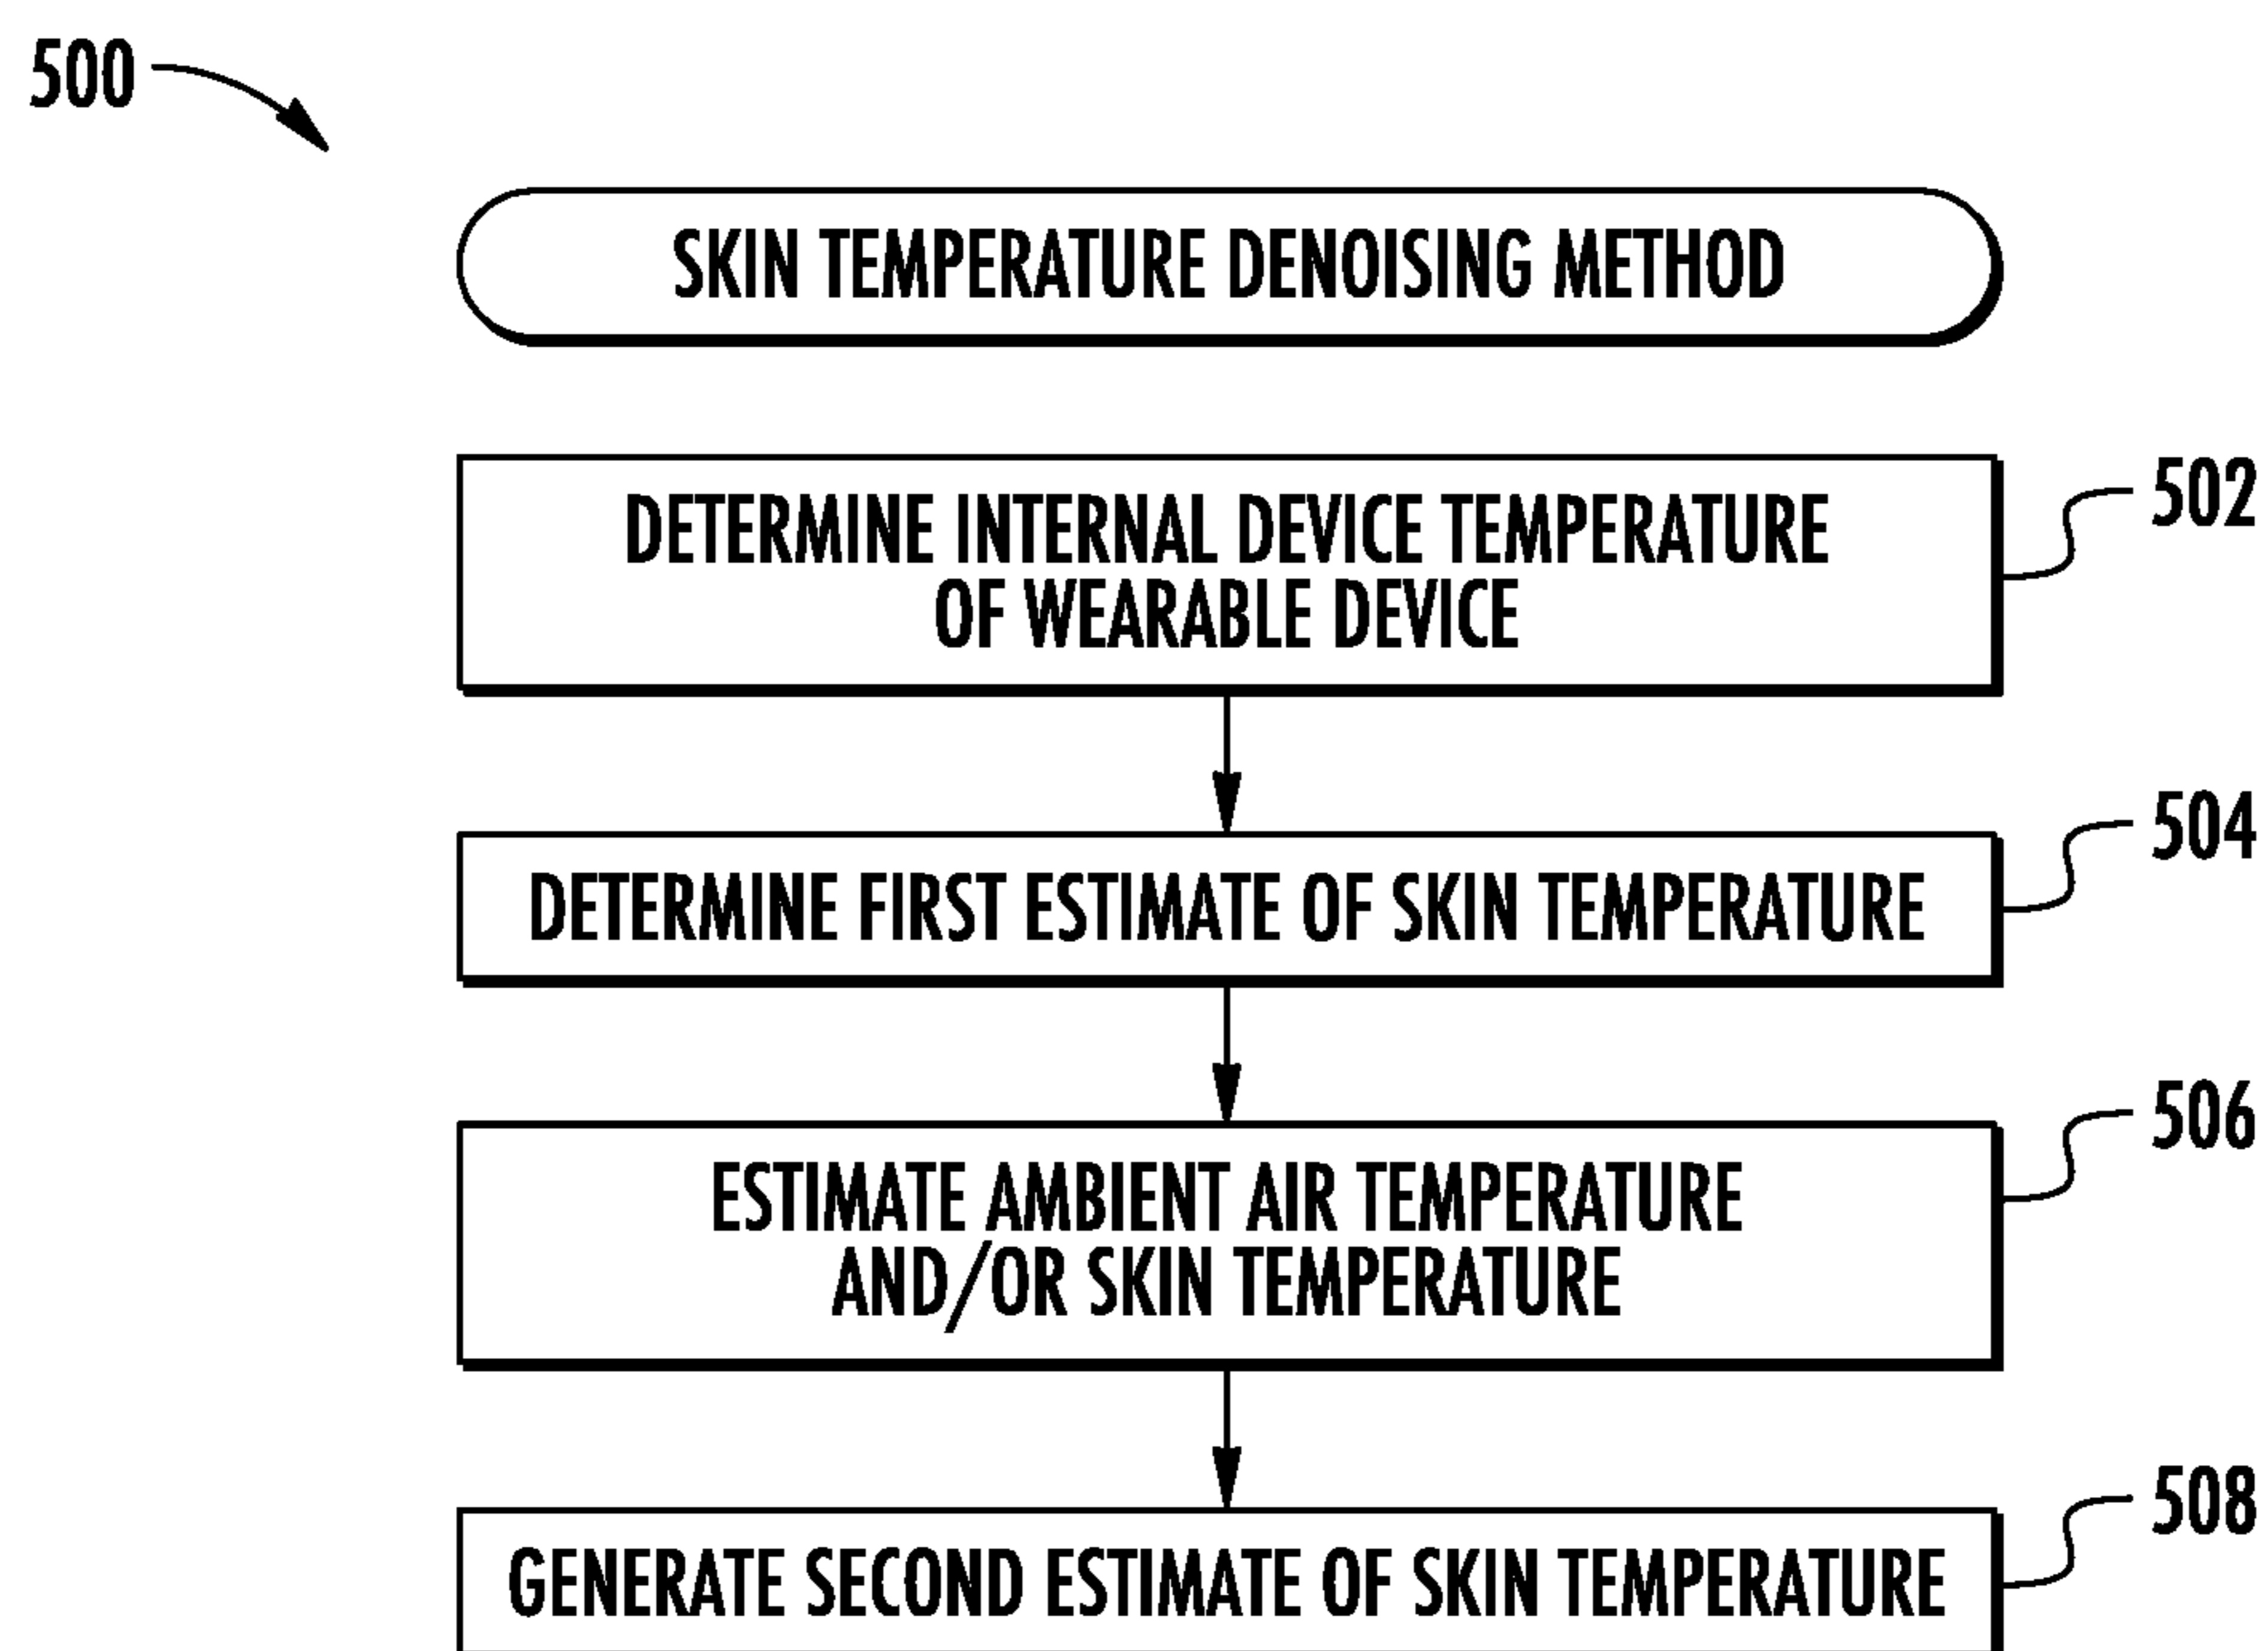 500
SKIN TEMPERATURE DENOISING METHOD
DETERMINE INTERNAL DEVICE TEMPERATURE
OF WEARABLE DEVICE
502
DETERMINE FIRST ESTIMATE OF SKIN TEMPERATURE
504
ESTIMATE AMBIENT AIR TEMPERATURE
AND/OR SKIN TEMPERATURE
506
GENERATE SECOND ESTIMATE OF SKIN TEMPERATURE
508